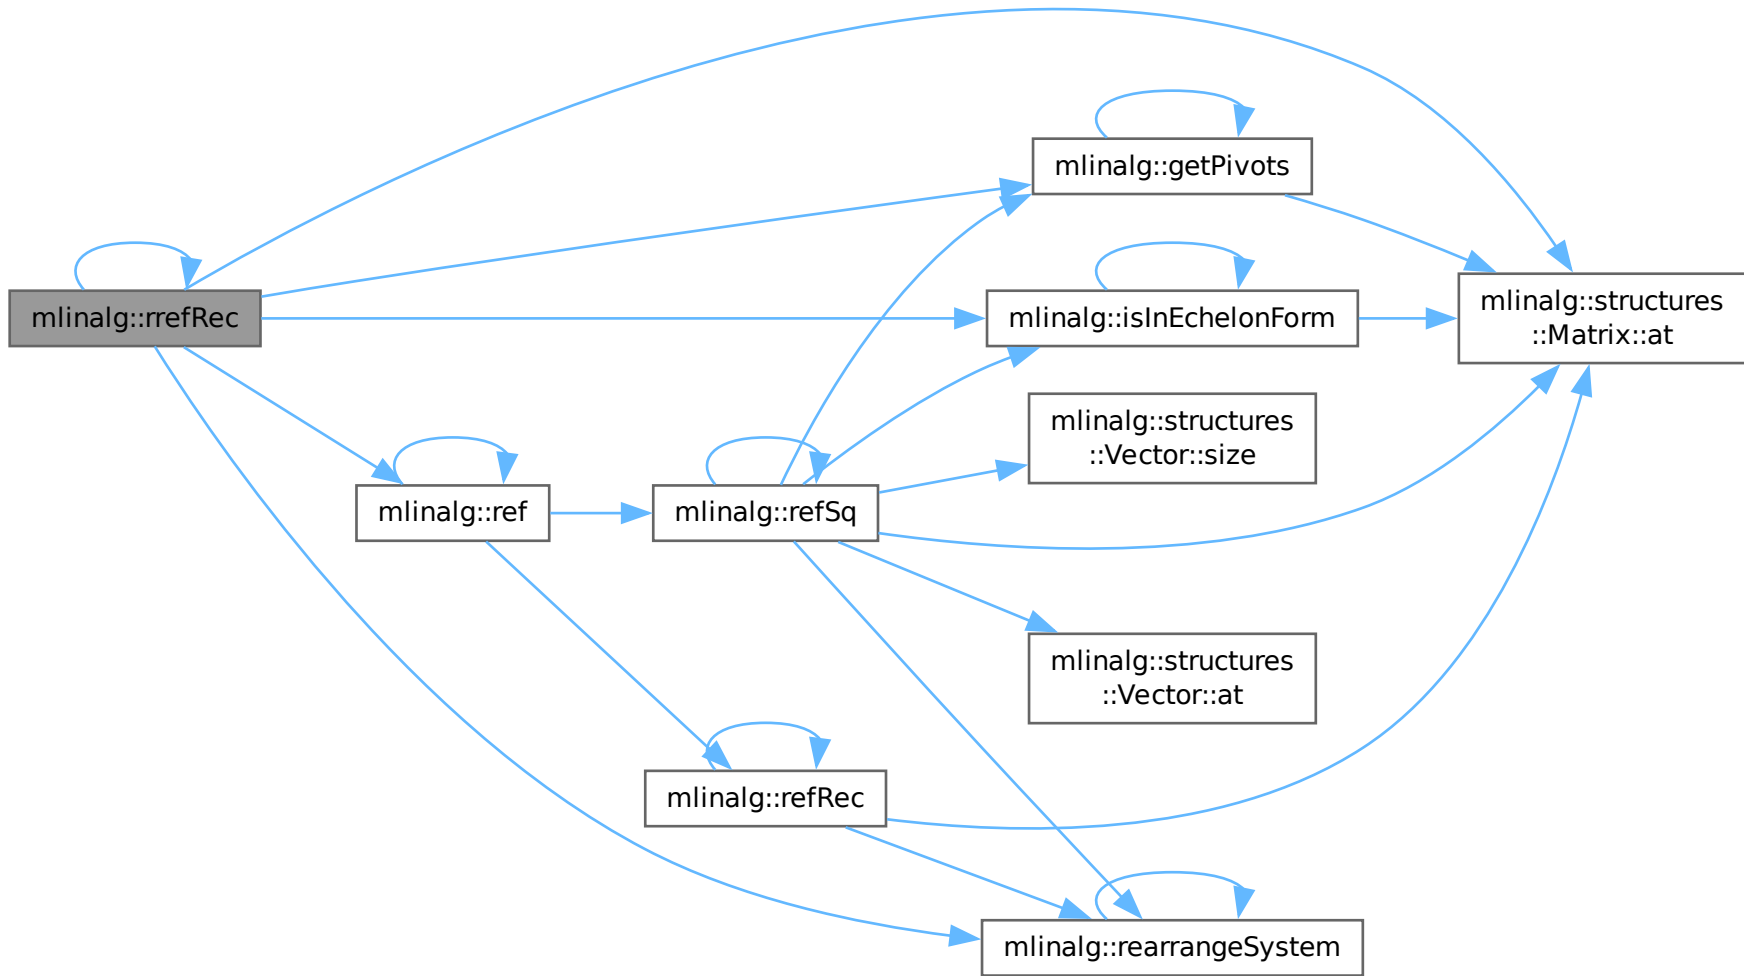 mlinalg::rrefRec
mlinalg::getPivots
mlinalg::isInEchelonForm
mlinalg::structures
::Matrix::at
mlinalg::structures
::Vector::size
mlinalg::ref
mlinalg::refSq
mlinalg::structures
::Vector::at
mlinalg::refRec
mlinalg::rearrangeSystem